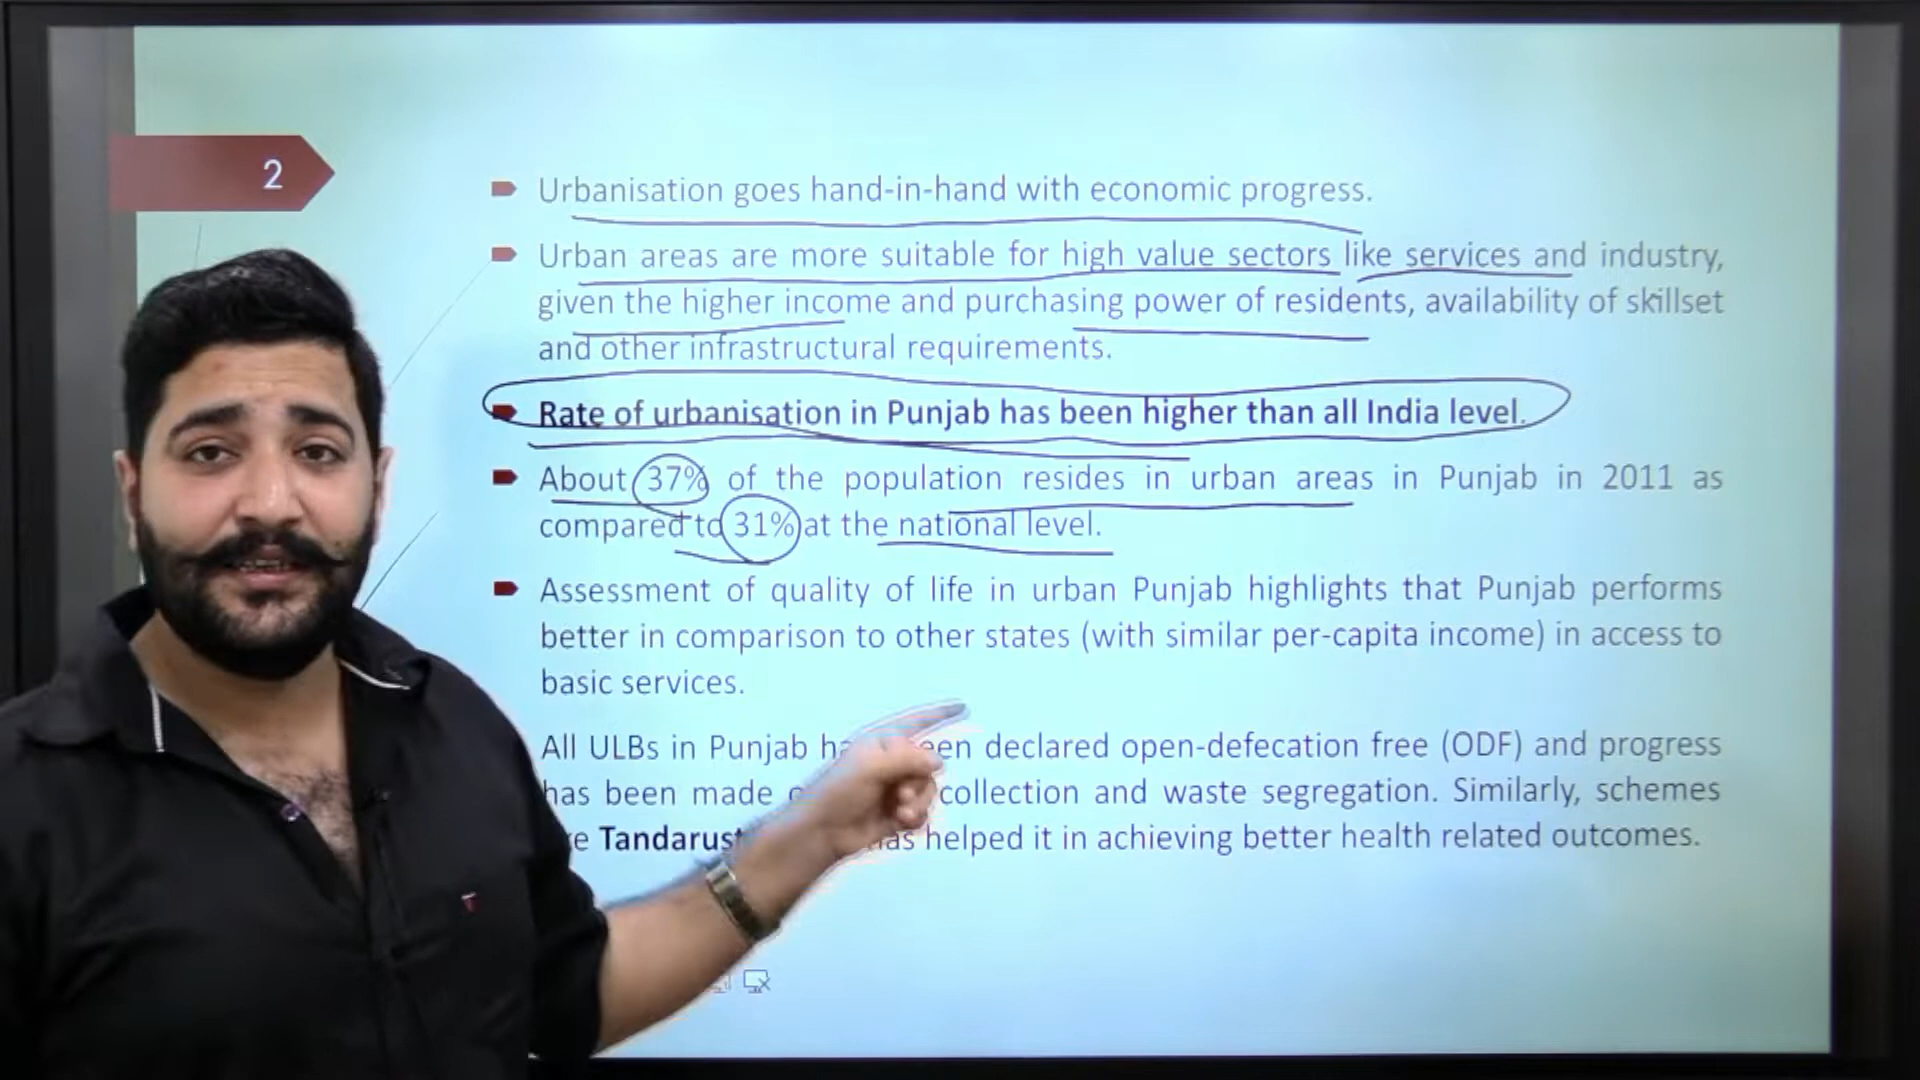 2
Urbanisation goes hand-in-hand with economic progress.
Urban areas are more suitable for high value sectors like services and industry,
given the higher income and purchasing power of residents, availability of skillset
and other infrastructural requirements.
Rate of urbanisation in Punjab has been higher than all India level.
About 37% of the population resides in urban areas in Punjab in 2011 as
compared to 31% at the national level.
Assessment of quality of life in urban Punjab highlights that Punjab performs
better in comparison to other states (with similar per-capita income) in access to
basic services.
All ULBs in Punjab declared open-defecation free (ODF) and progress
has been made collection and waste segregation. Similarly, schemes
helped it in achieving better health related outcomes.